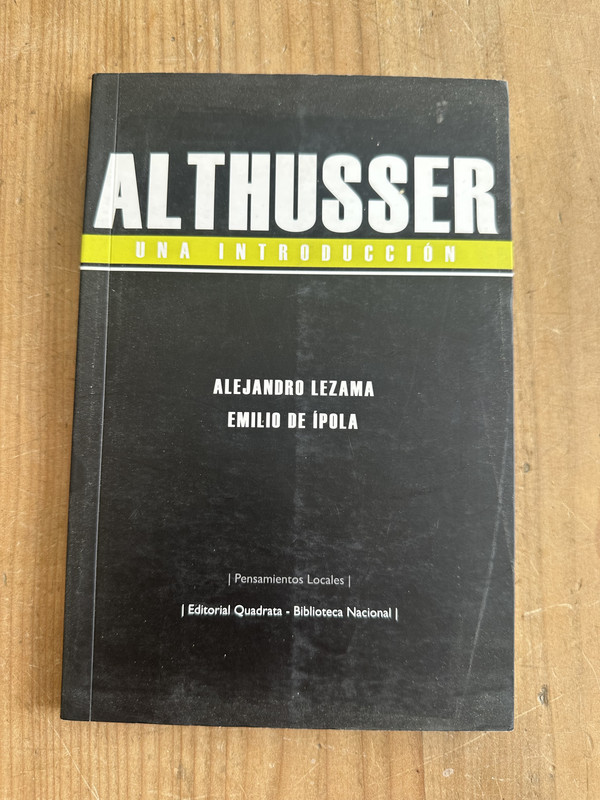 ALTHUSSER
UNA INTRODUCCIÓN
ALEJANDRO LEZAMA
EMILIO DE ÍPOLA
| Pensamientos Locales |
| Editorial Quadrata - Biblioteca Nacional |